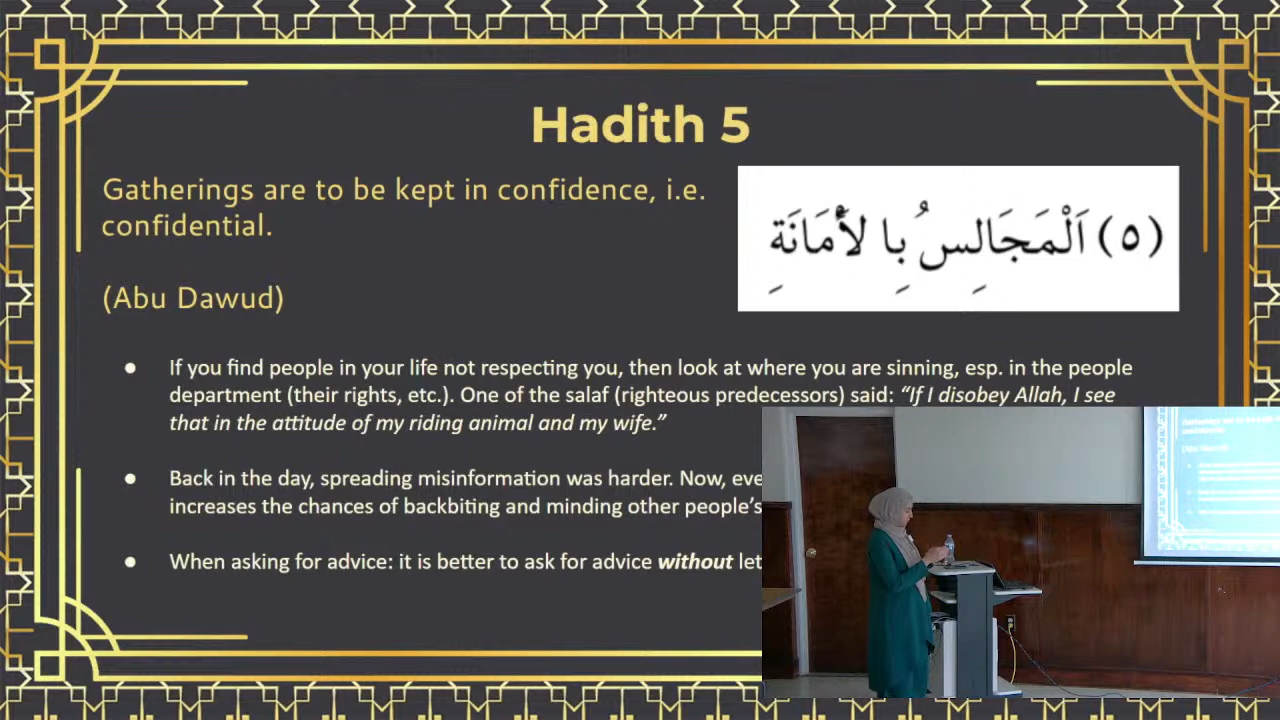 Hadith 5
Gatherings are to be kept in confidence, i.e.
confidential.
(٥) اَلْمَجَالِسُ بِا لأَمَانَةِ
(Abu Dawud)
● If you find people in your life not respecting you, then look at where you are sinning, esp. in the people
department (their rights, etc.). One of the salaf (righteous predecessors) said: “If I disobey Allah, I see
that in the attitude of my riding animal and my wife.”
● Back in the day, spreading misinformation was harder. Now,
increases the chances of backbiting and minding other people’s
● When asking for advice: it is better to ask for advice without